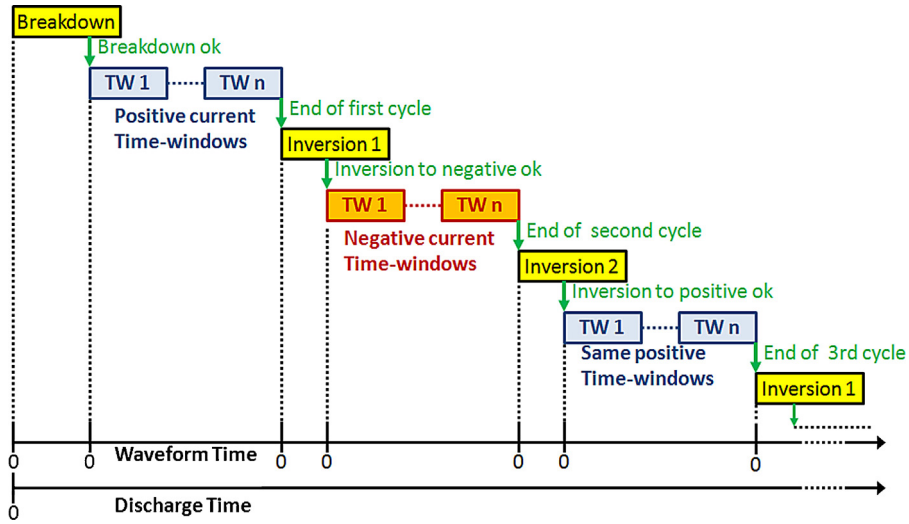 Breakdown
Breakdown ok
TW 1
TW n
Positive current
Time-windows
End of first cycle
Inversion 1
Inversion to negative ok
TW 1
TW n
Negative current
Time-windows
End of second cycle
Inversion 2
Inversion to positive ok
TW 1
TW n
Same positive
Time-windows
End of 3rd cycle
Inversion 1
0 0 0 0 0 0 0
Waveform Time
Discharge Time
0